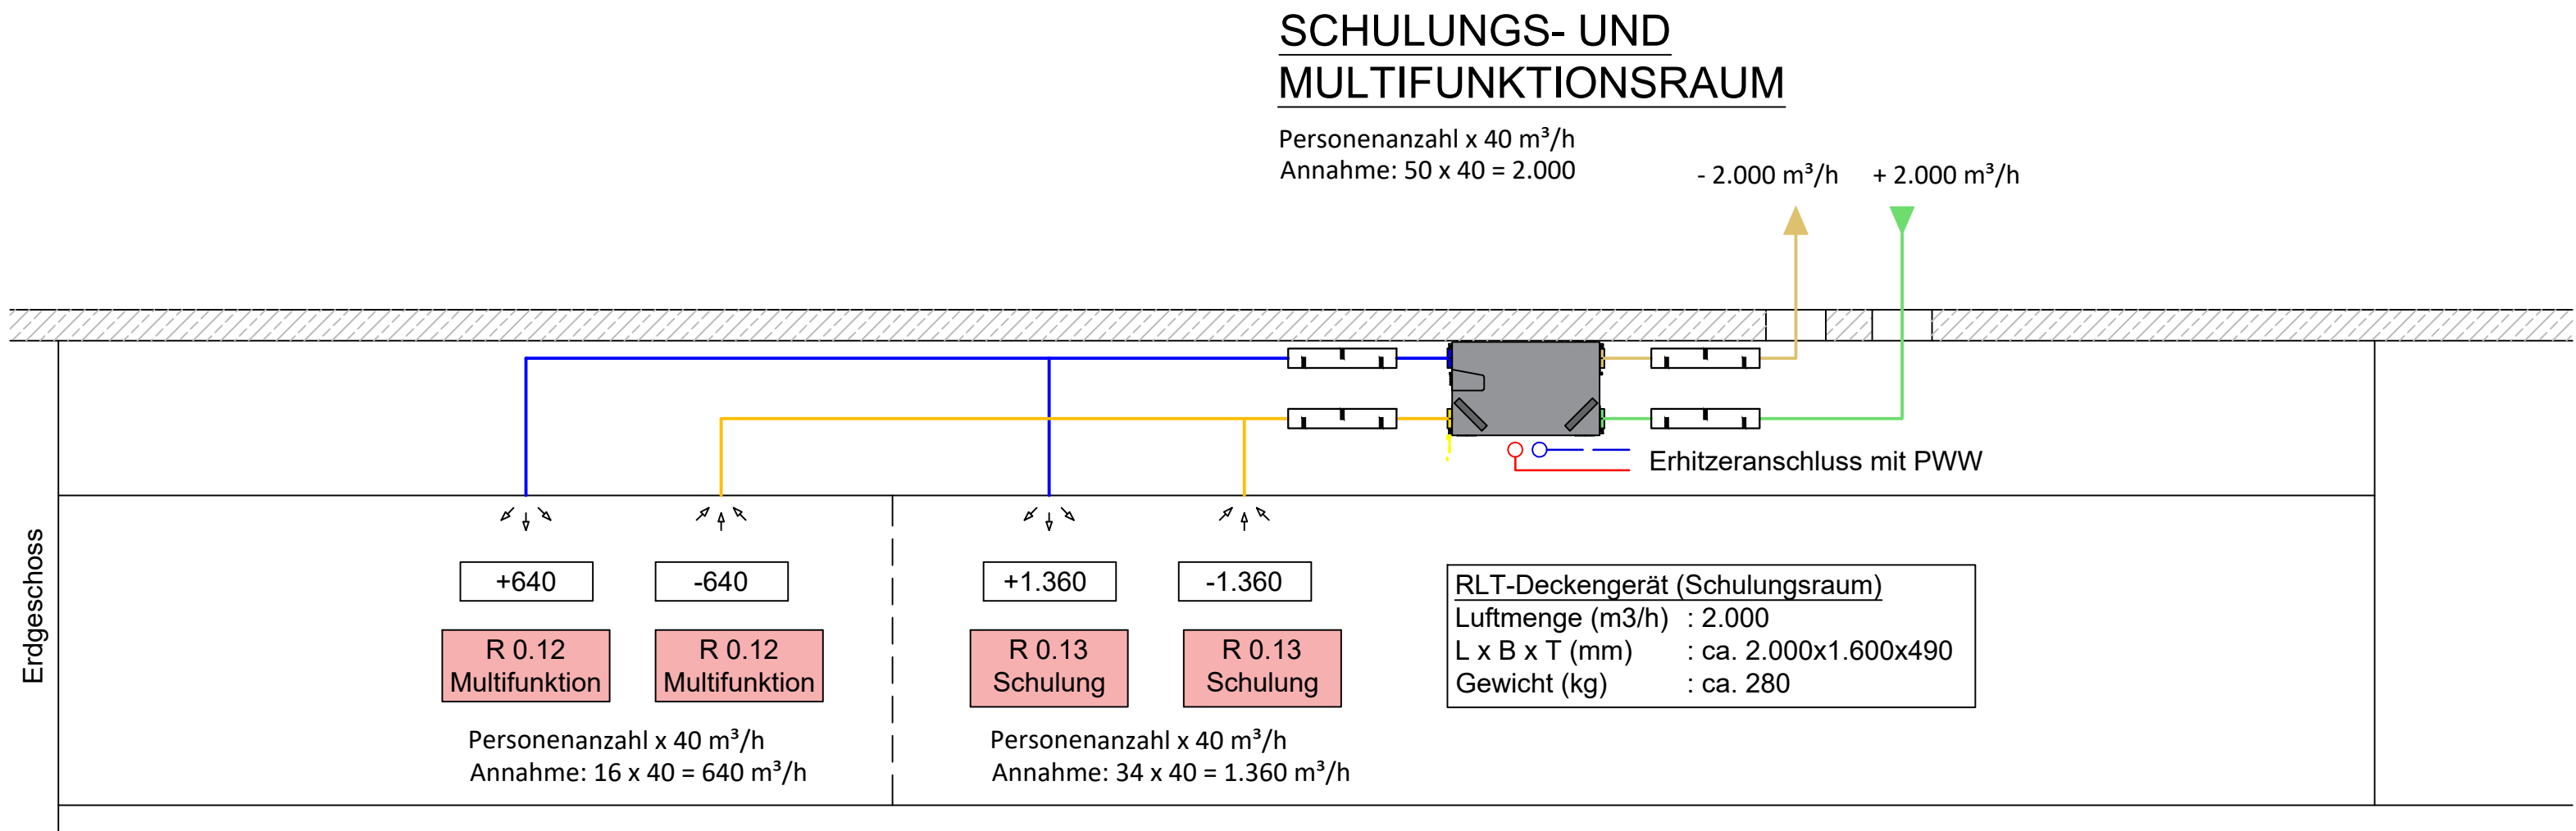 SCHULUNGS- UND
MULTIFUNKTIONSRAUM
Personenanzahl x 40 m³/h
Annahme: 50 x 40 = 2.000
- 2.000 m³/h
+ 2.000 m³/h
Erhitzeranschluss mit PWW
Erdgeschoss
+640
-640
+1.360
-1.360
R 0.12
Multifunktion
R 0.12
Multifunktion
R 0.13
Schulung
R 0.13
Schulung
Personenanzahl x 40 m³/h
Annahme: 16 x 40 = 640 m³/h
Personenanzahl x 40 m³/h
Annahme: 34 x 40 = 1.360 m³/h
RLT-Deckengerät (Schulungsraum)
Luftmenge (m3/h) : 2.000
L x B x T (mm) : ca. 2.000x1.600x490
Gewicht (kg) : ca. 280